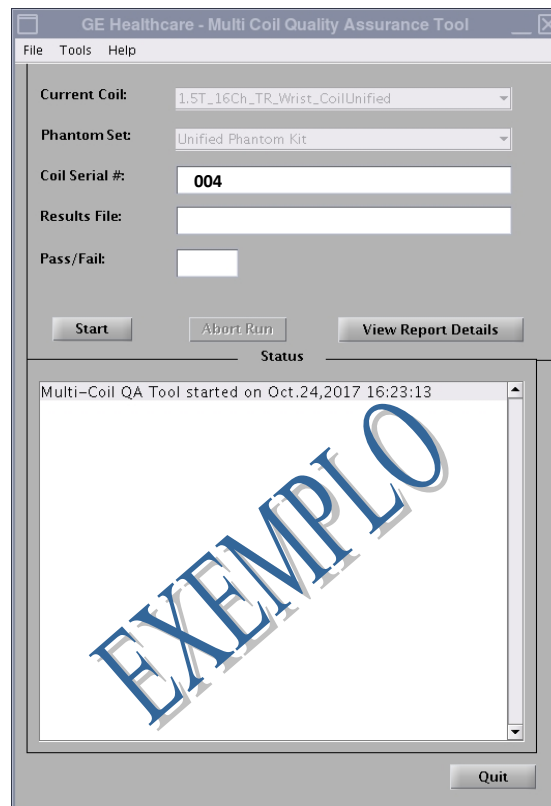 GE Healthcare - Multi Coil Quality Assurance Tool
File Tools Help
Current Coil: 1.5T_16Ch_TR_Wrist_CoilUnified
Phantom Set: Unified Phantom Kit
Coil Serial #: 004
Results File:
Pass/Fail:
Start Abort Run View Report Details
Status
Multi-Coil QA Tool started on Oct.24,2017 16:23:13
EXEMPLO
Quit